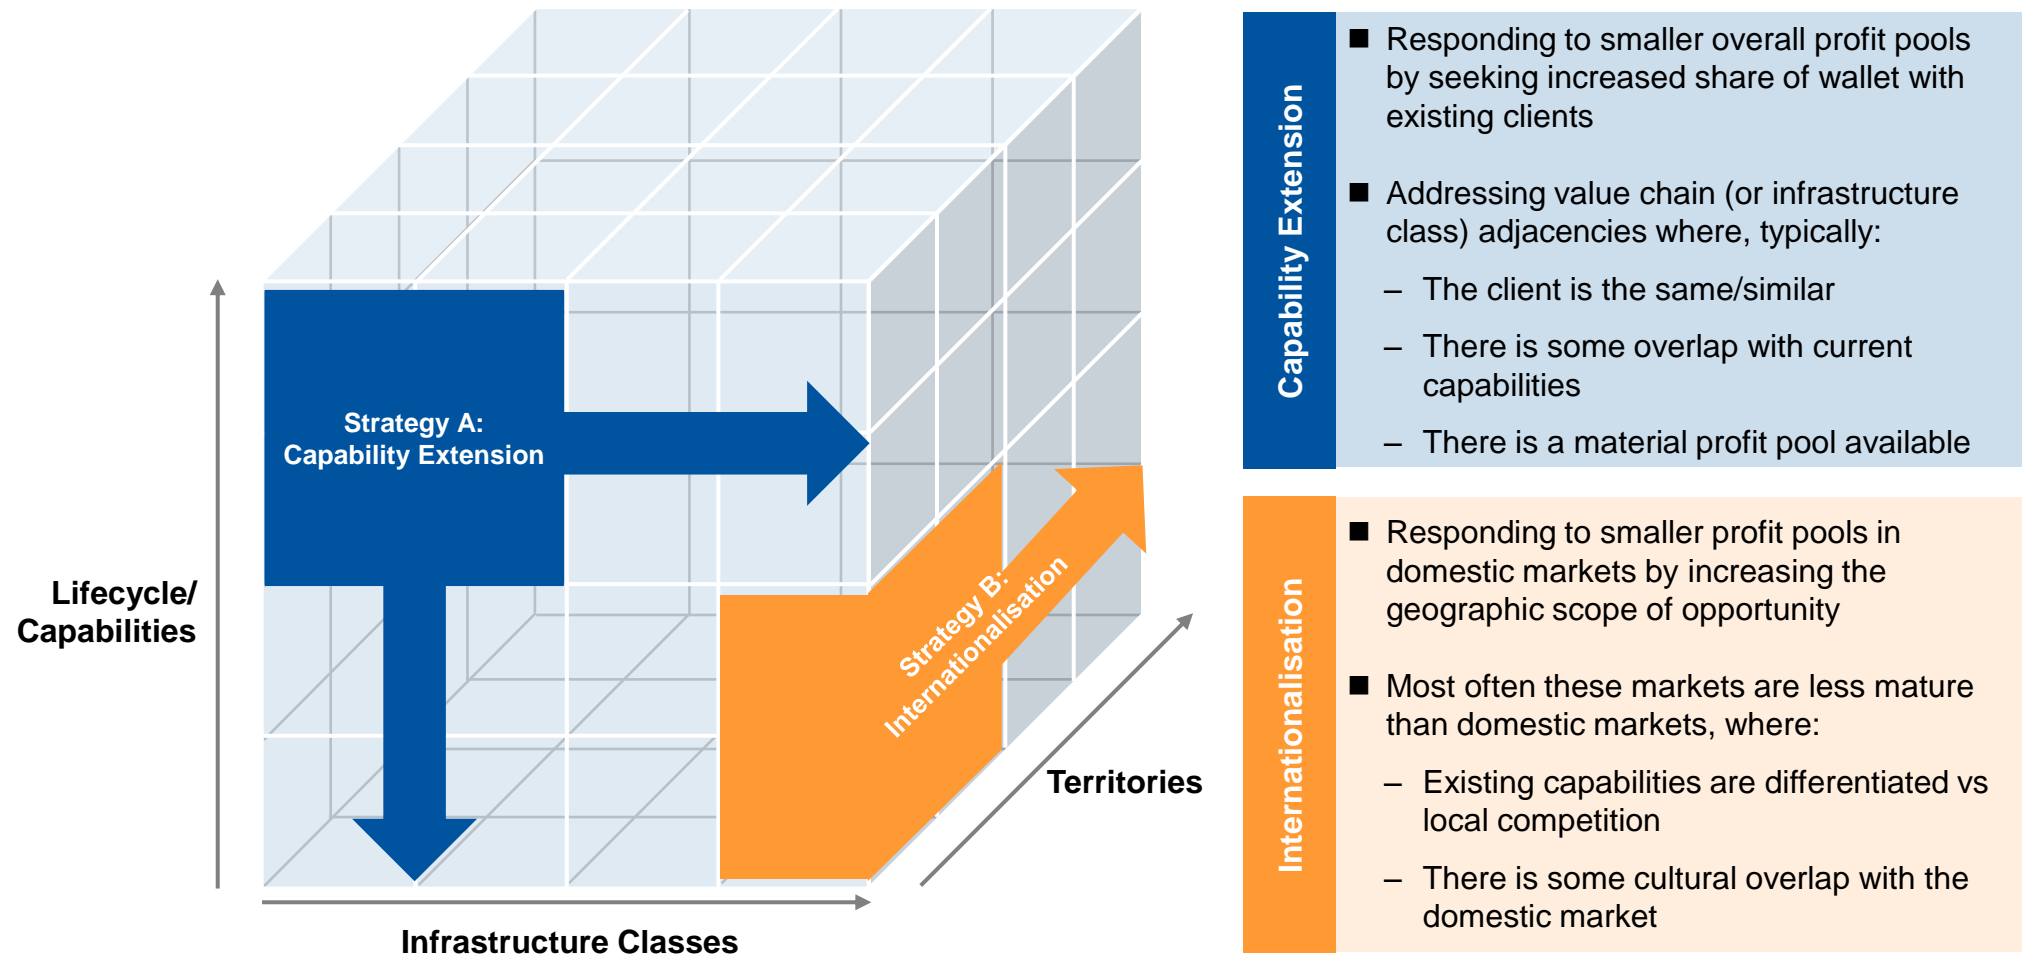 Strategy A:
Capability Extension
Strategy B:
Internationalisation
Lifecycle/
Capabilities
Territories
Infrastructure Classes
Capability Extension
■ Responding to smaller overall profit pools
by seeking increased share of wallet with
existing clients
■ Addressing value chain (or infrastructure
class) adjacencies where, typically:
– The client is the same/similar
– There is some overlap with current
capabilities
– There is a material profit pool available
Internationalisation
■ Responding to smaller profit pools in
domestic markets by increasing the
geographic scope of opportunity
■ Most often these markets are less mature
than domestic markets, where:
– Existing capabilities are differentiated vs
local competition
– There is some cultural overlap with the
domestic market